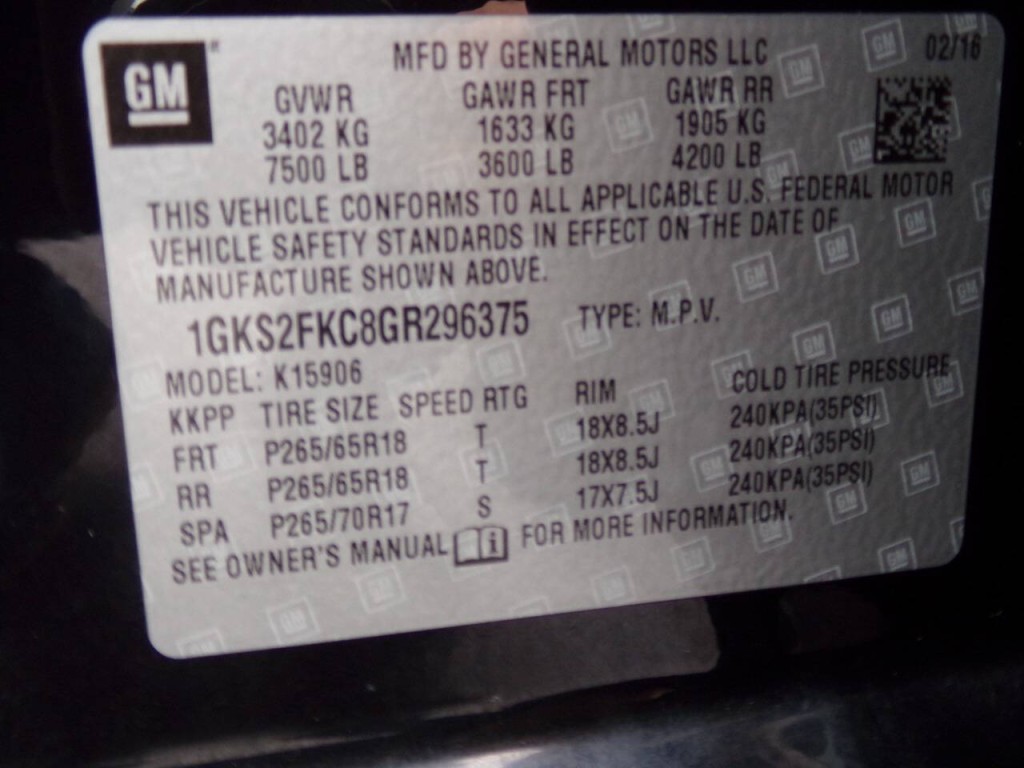 GM
MFD BY GENERAL MOTORS LLC 02/16
GVWR GAWR FRT GAWR RR
3402 KG 1633 KG 1905 KG
7500 LB 3600 LB 4200 LB
THIS VEHICLE CONFORMS TO ALL APPLICABLE U.S. FEDERAL MOTOR
VEHICLE SAFETY STANDARDS IN EFFECT ON THE DATE OF
MANUFACTURE SHOWN ABOVE.
1GKS2FKC8GR296375 TYPE: M.P.V.
MODEL: K15906
KKPP TIRE SIZE SPEED RTG RIM COLD TIRE PRESSURE
FRT P265/65R18 T 18X8.5J 240KPA(35PSI)
RR P265/65R18 T 18X8.5J 240KPA(35PSI)
SPA P265/70R17 S 17X7.5J 240KPA(35PSI)
SEE OWNER'S MANUAL FOR MORE INFORMATION.